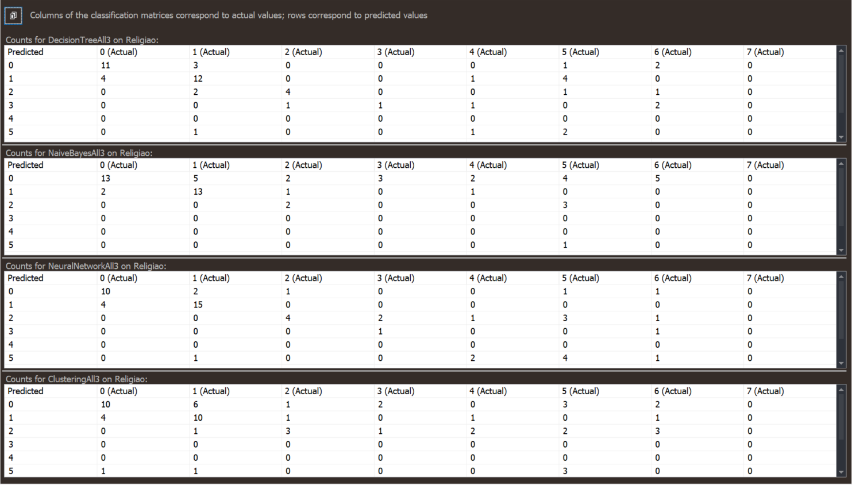 Columns of the classification matrices correspond to actual values; rows correspond to predicted values
Counts for DecisionTreeAll3 on Religiao:
Predicted 0 (Actual) 1 (Actual) 2 (Actual) 3 (Actual) 4 (Actual) 5 (Actual) 6 (Actual) 7 (Actual)
0 11 3 0 0 0 1 2 0
1 4 12 0 0 1 4 0 0
2 0 2 4 0 0 1 1 0
3 0 0 1 1 1 0 2 0
4 0 0 0 0 0 0 0 0
5 0 1 0 0 1 2 0 0
Counts for NaiveBayesAll3 on Religiao:
Predicted 0 (Actual) 1 (Actual) 2 (Actual) 3 (Actual) 4 (Actual) 5 (Actual) 6 (Actual) 7 (Actual)
0 13 5 2 3 2 4 5 0
1 2 13 1 0 1 0 0 0
2 0 0 2 0 0 3 0 0
3 0 0 0 0 0 0 0 0
4 0 0 0 0 0 0 0 0
5 0 0 0 0 0 1 0 0
Counts for NeuralNetworkAll3 on Religiao:
Predicted 0 (Actual) 1 (Actual) 2 (Actual) 3 (Actual) 4 (Actual) 5 (Actual) 6 (Actual) 7 (Actual)
0 10 2 1 0 0 1 1 0
1 4 15 0 0 0 0 0 0
2 0 0 4 2 1 3 1 0
3 0 0 0 1 0 0 1 0
4 0 0 0 0 0 0 0 0
5 0 1 0 0 2 4 1 0
Counts for ClusteringAll3 on Religiao:
Predicted 0 (Actual) 1 (Actual) 2 (Actual) 3 (Actual) 4 (Actual) 5 (Actual) 6 (Actual) 7 (Actual)
0 10 6 1 2 0 3 2 0
1 4 10 1 0 1 0 1 0
2 0 1 3 1 2 2 3 0
3 0 0 0 0 0 0 0 0
4 0 0 0 0 0 0 0 0
5 1 1 0 0 0 3 0 0